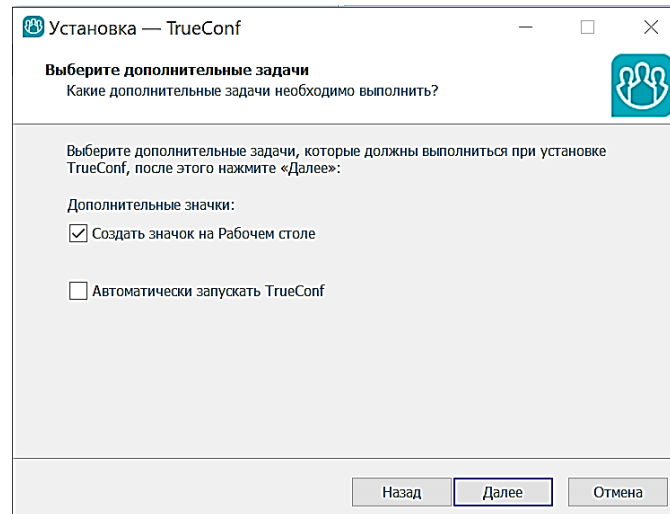 Установка — TrueConf
Выберите дополнительные задачи
Какие дополнительные задачи необходимо выполнить?
Выберите дополнительные задачи, которые должны выполниться при установке
TrueConf, после этого нажмите «Далее»:
Дополнительные значки:
Создать значок на Рабочем столе
Автоматически запускать TrueConf
Назад Далее Отмена